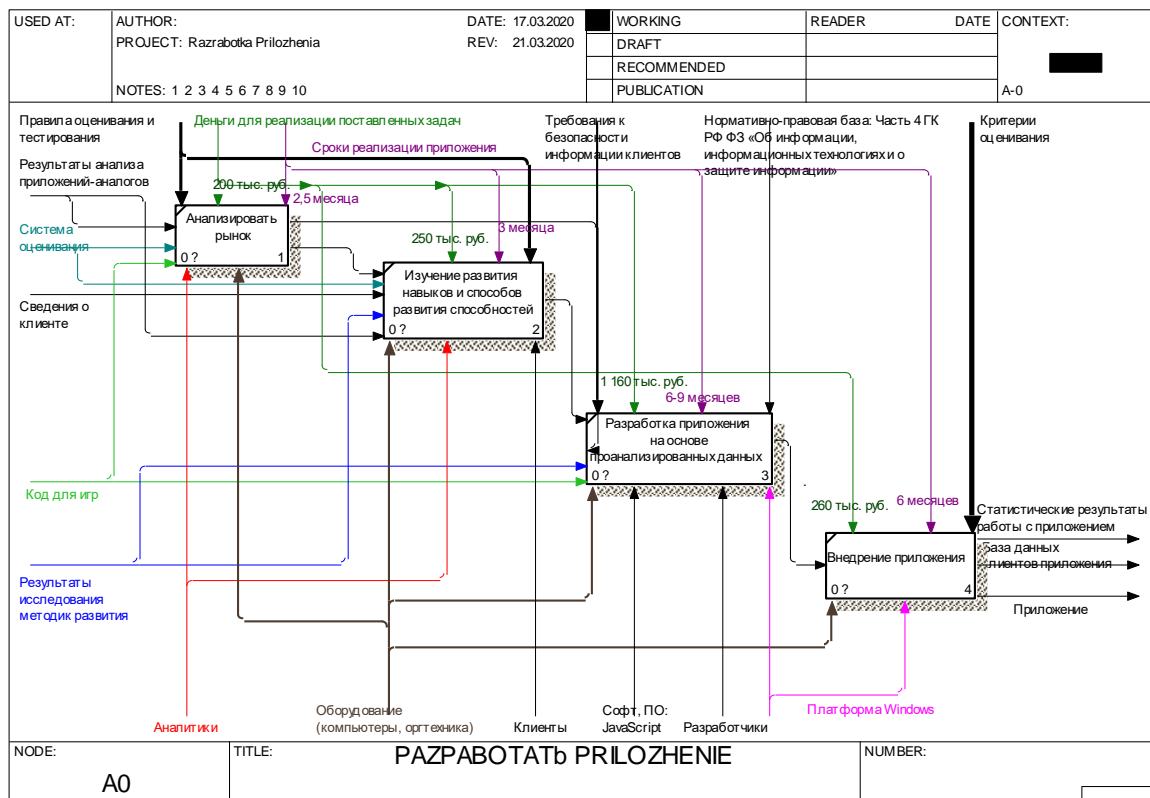 USED AT:
AUTHOR:
DATE: 17.03.2020
PROJECT: Razrabotka Prilozhenia
REV: 21.03.2020
NOTES: 1 2 3 4 5 6 7 8 9 10
WORKING
DRAFT
RECOMMENDED
PUBLICATION
READER
DATE
CONTEXT:
A-0
Правила оценивания и
тестирования
Деньги для реализации поставленных задач
Сроки реализации приложения
Требования к
безопасности
информации клиентов
Нормативно-правовая база: Часть 4 ГК
РФ ФЗ «Об информации,
информационных технологиях и о
защите информации»
Критерии
оценивания
Результаты анализа
приложений-аналогов
200 тыс. руб.
2,5 месяца
Анализировать
рынок
0 ?
1
Система
оценивания
250 тыс. руб.
3 месяца
Изучение развития
навыков и способов
развития способностей
0 ?
2
Сведения о
клиенте
1 160 тыс. руб.
6-9 месяцев
Разработка приложения
на основе
проанализированных данных
0 ?
3
Код для игр
260 тыс. руб.
6 месяцев
Внедрение приложения
0 ?
4
Статистические результаты
работы с приложением
База данных
клиентов приложения
Приложение
Результаты
исследования
методик развития
Аналитики
Оборудование
(компьютеры, оргтехника)
Клиенты
Софт, ПО:
JavaScript
Разработчики
Платформа Windows
NODE:
A0
TITLE:
PAZPABOTATb PRILOZHENIE
NUMBER: